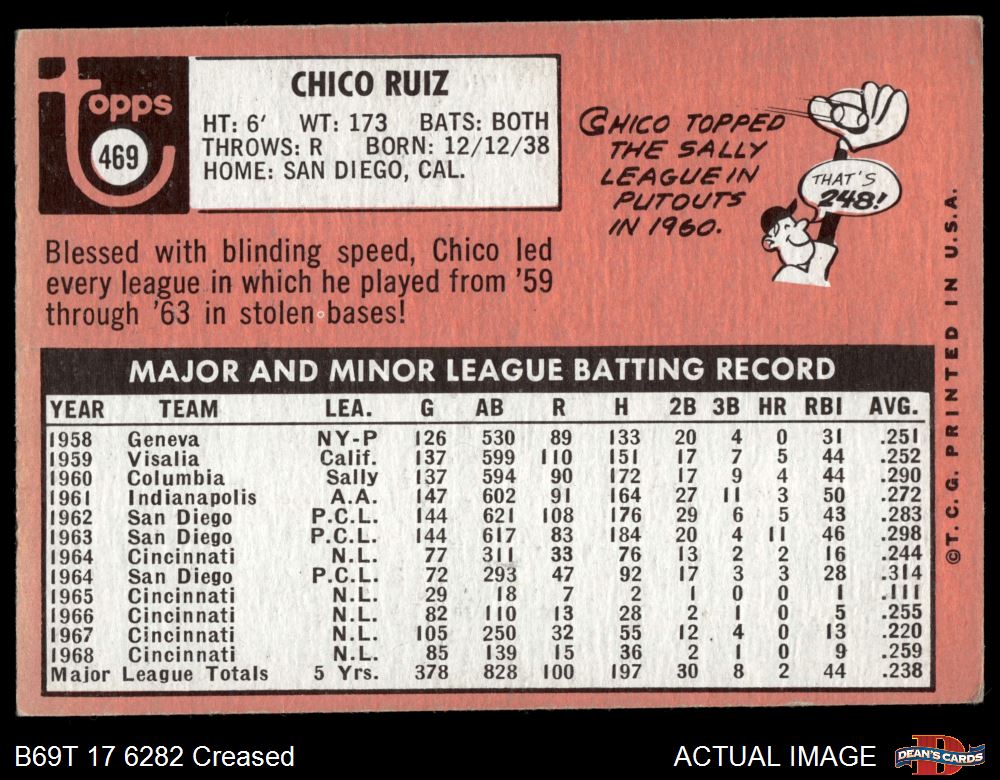 topps
469
CHICO RUIZ
HT: 6' WT: 173 BATS: BOTH
THROWS: R BORN: 12/12/38
HOME: SAN DIEGO, CAL.
CHICO TOPPED
THE SALLY
LEAGUE IN
PUTOUTS
IN 1960.
THAT'S
248!
Blessed with blinding speed, Chico led
every league in which he played from '59
through '63 in stolen bases!
MAJOR AND MINOR LEAGUE BATTING RECORD
YEAR TEAM LEA. G AB R H 2B 3B HR RBI AVG.
1958 Geneva NY-P 126 530 89 133 20 4 0 31 .251
1959 Visalia Calif. 137 599 110 151 17 7 5 44 .252
1960 Columbia Sally 137 594 90 172 17 9 4 44 .290
1961 Indianapolis A.A. 147 602 91 164 27 11 3 50 .272
1962 San Diego P.C.L. 144 621 108 176 29 6 5 43 .283
1963 San Diego P.C.L. 144 617 83 184 20 4 11 46 .298
1964 Cincinnati N.L. 77 311 33 76 13 2 2 16 .244
1964 San Diego P.C.L. 72 293 47 92 17 3 3 28 .314
1965 Cincinnati N.L. 29 18 7 2 1 0 0 1 .111
1966 Cincinnati N.L. 82 110 13 28 2 1 0 5 .255
1967 Cincinnati N.L. 105 250 32 55 12 4 0 13 .220
1968 Cincinnati N.L. 85 139 15 36 2 1 0 9 .259
Major League Totals 5 Yrs. 378 828 100 197 30 8 2 44 .238
©T.C.G. PRINTED IN U.S.A.
B69T 17 6282 Creased
ACTUAL IMAGE
DEAN'S CARDS